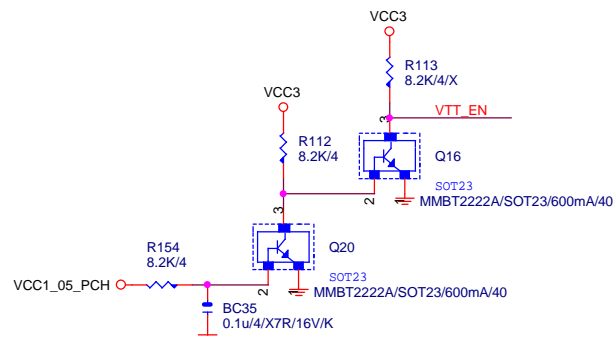 VCC3
R113
8.2K/4/X
VTT_EN
3
Q16
SOT23
2
1
MMBT2222A/SOT23/600mA/40
VCC3
R112
8.2K/4
3
Q20
SOT23
2
1
MMBT2222A/SOT23/600mA/40
R154
8.2K/4
VCC1_05_PCH
BC35
0.1u/4/X7R/16V/K